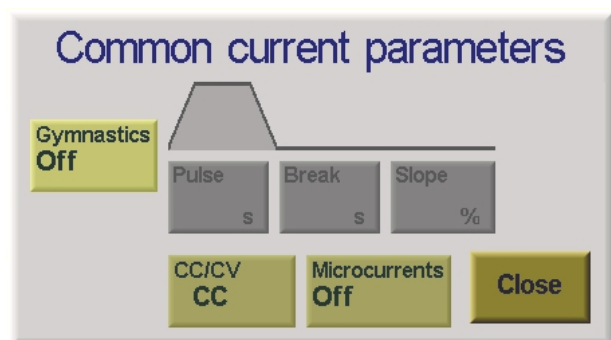 Common current parameters
Gymnastics
Off
Pulse
s
Break
s
Slope
%
CC/CV
CC
Microcurrents
Off
Close